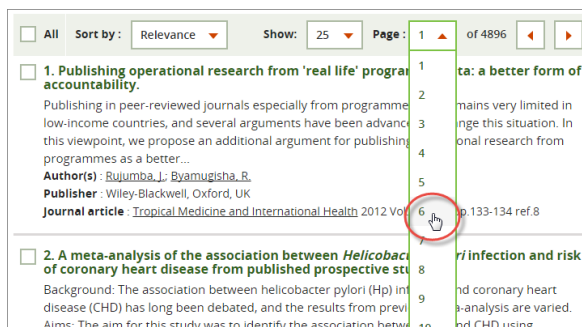 All Sort by : Relevance Show: 25 Page : 1 of 4896
1
2
3
4
5
6
7
8
9
10
1. Publishing operational research from 'real life' progra ta: a better form of
accountability.
Publishing in peer-reviewed journals especially from programme mains very limited in
low-income countries, and several arguments have been advanc nge this situation. In
this viewpoint, we propose an additional argument for publishing onal research from
programmes as a better...
Author(s) : Rujumba, J.; Byamugisha, R.
Publisher : Wiley-Blackwell, Oxford, UK
Journal article : Tropical Medicine and International Health 2012 Vol p.133-134 ref.8
2. A meta-analysis of the association between Helicobac ri infection and risk
of coronary heart disease from published prospective stu
Background: The association between helicobacter pylori (Hp) inf nd coronary heart
disease (CHD) has long been debated, and the results from previ a-analysis are varied.
Aims: The aim for this study was to identify the association betwe nd CHD using